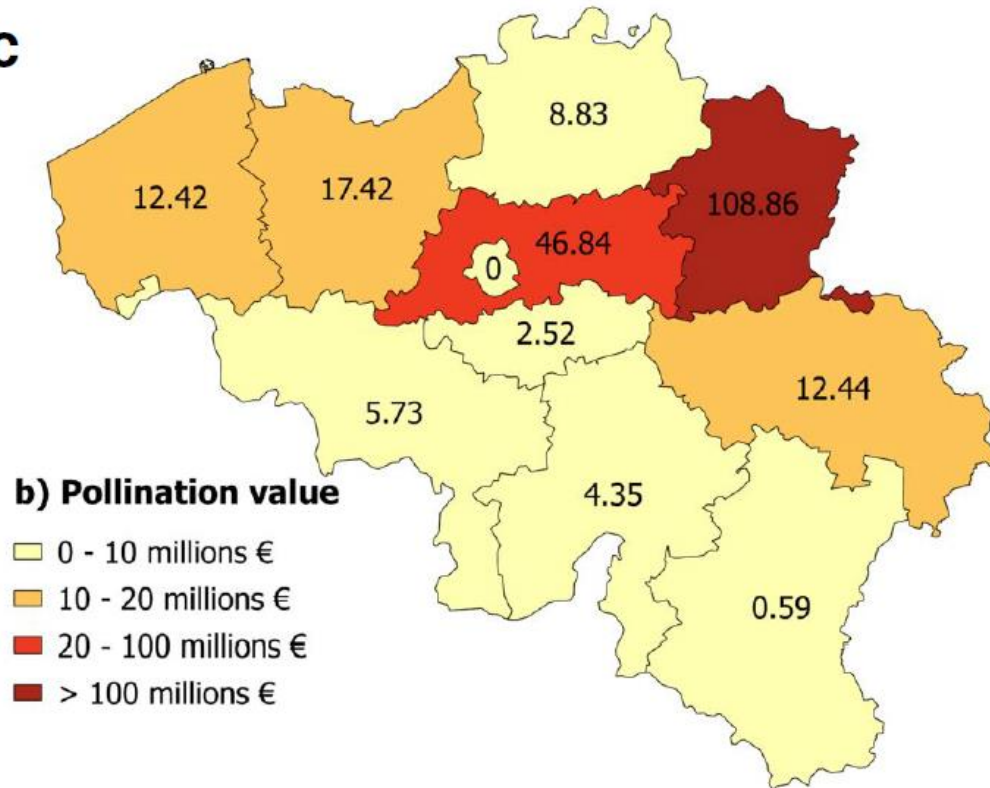 c
8.83
12.42
17.42
108.86
46.84
0
2.52
12.44
5.73
4.35
0.59
b) Pollination value
0 - 10 millions €
10 - 20 millions €
20 - 100 millions €
> 100 millions €